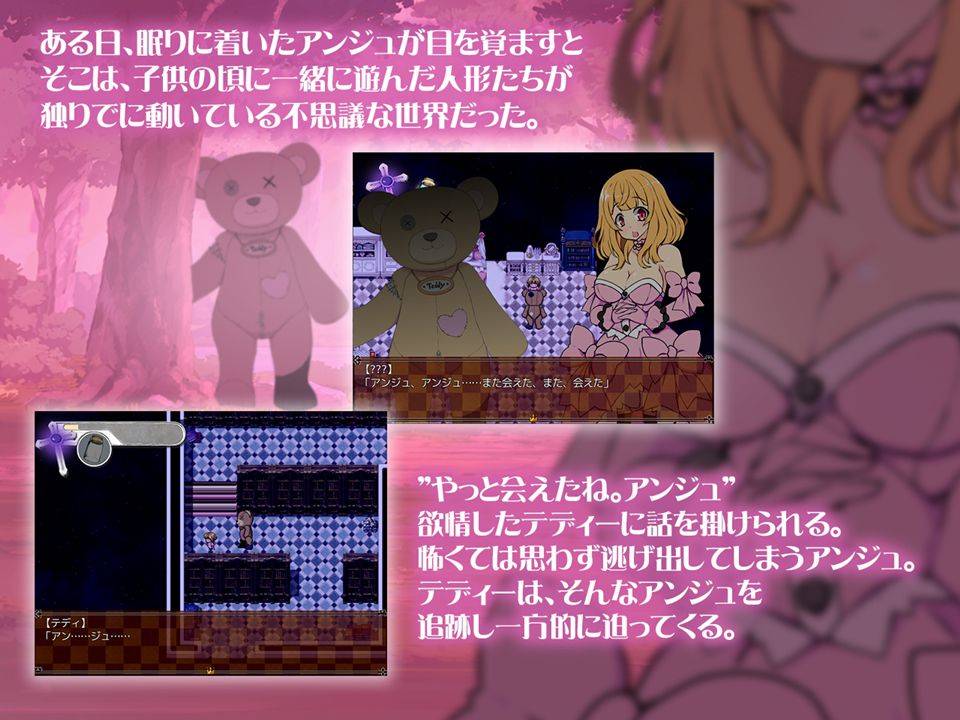 ある日、眠りに着いたアンジュが目を覚ますと
そこは、子供の頃に一緒に遊んだ人形たちが
独りでに動いている不思議な世界だった。
Teddy
Teddy
【???】
「アンジュ、アンジュ……また会えた、また、会えた」
【テディ】
「アン……ジュ……
”やっと会えたね。アンジュ”
欲情したテディーに話を掛けられる。
怖くては思わず逃げ出してしまうアンジュ。
テディーは、そんなアンジュを
追跡し一方的に迫ってくる。